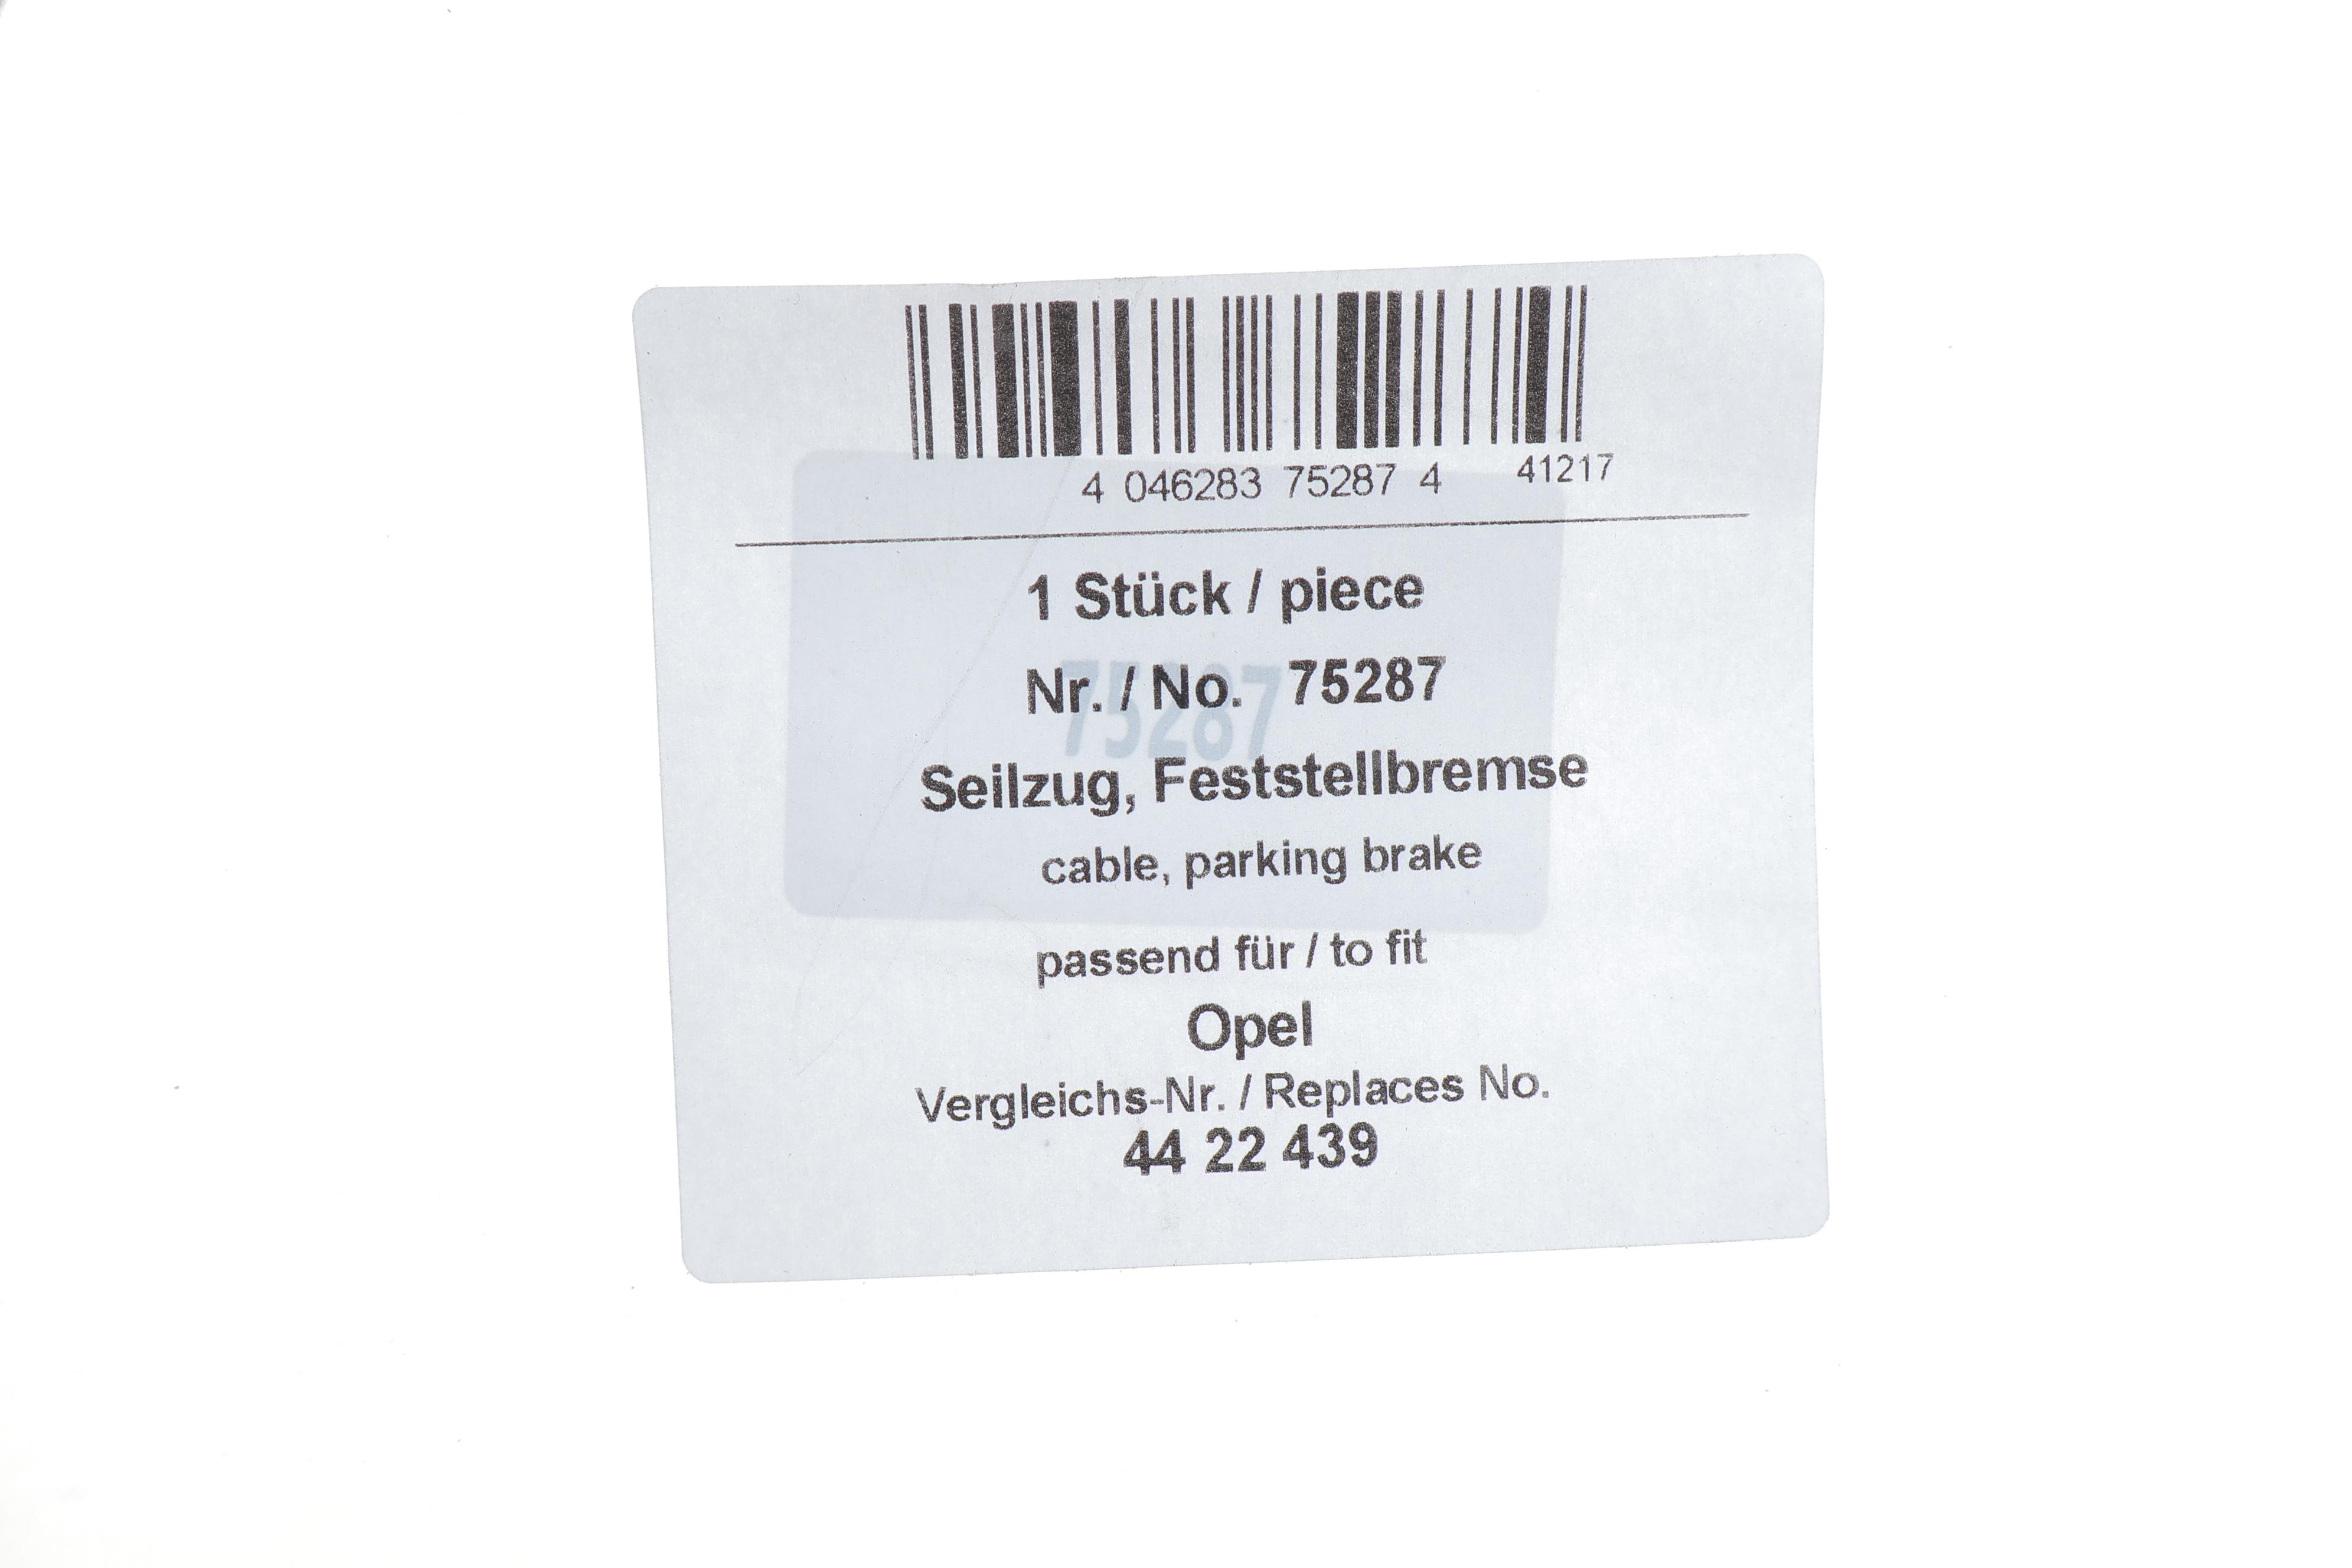 4 046283 75287 4 41217
1 Stück / piece
Nr. / No. 75287
75287
Seilzug, Feststellbremse
cable, parking brake
passend für / to fit
Opel
Vergleichs-Nr. / Replaces No.
44 22 439